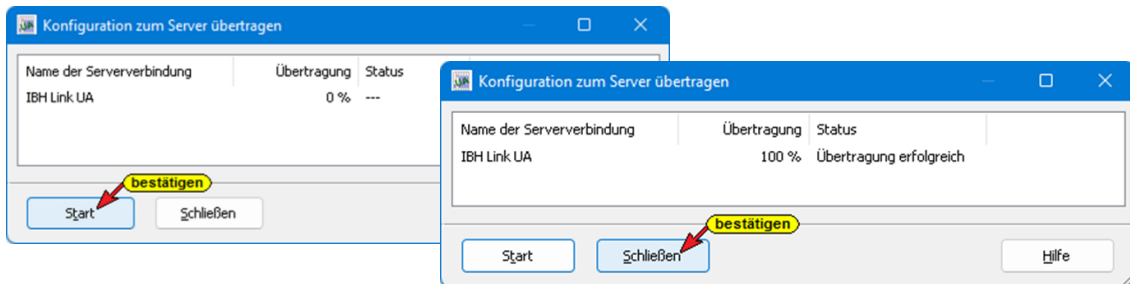 Konfiguration zum Server übertragen
Name der Serververbindung Übertragung Status
IBH Link UA 0 % ---
bestätigen
Start Schließen
Konfiguration zum Server übertragen
Name der Serververbindung Übertragung Status
IBH Link UA 100 % Übertragung erfolgreich
bestätigen
Start Schließen Hilfe